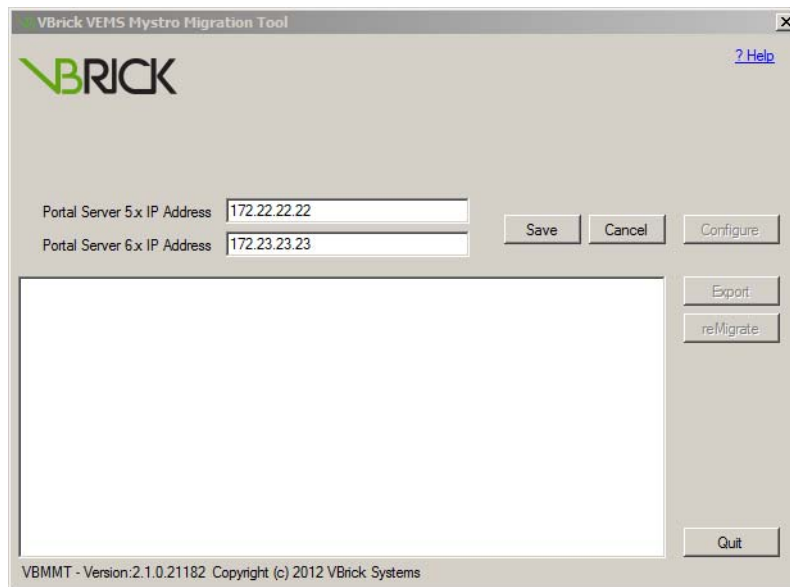 VBrick VEMS Mystro Migration Tool
VBRICK
? Help
Portal Server 5.x IP Address 172.22.22.22
Portal Server 6.x IP Address 172.23.23.23
Save Cancel Configure
Export
reMigrate
Quit
VBMMT - Version:2.1.0.21182 Copyright (c) 2012 VBrick Systems